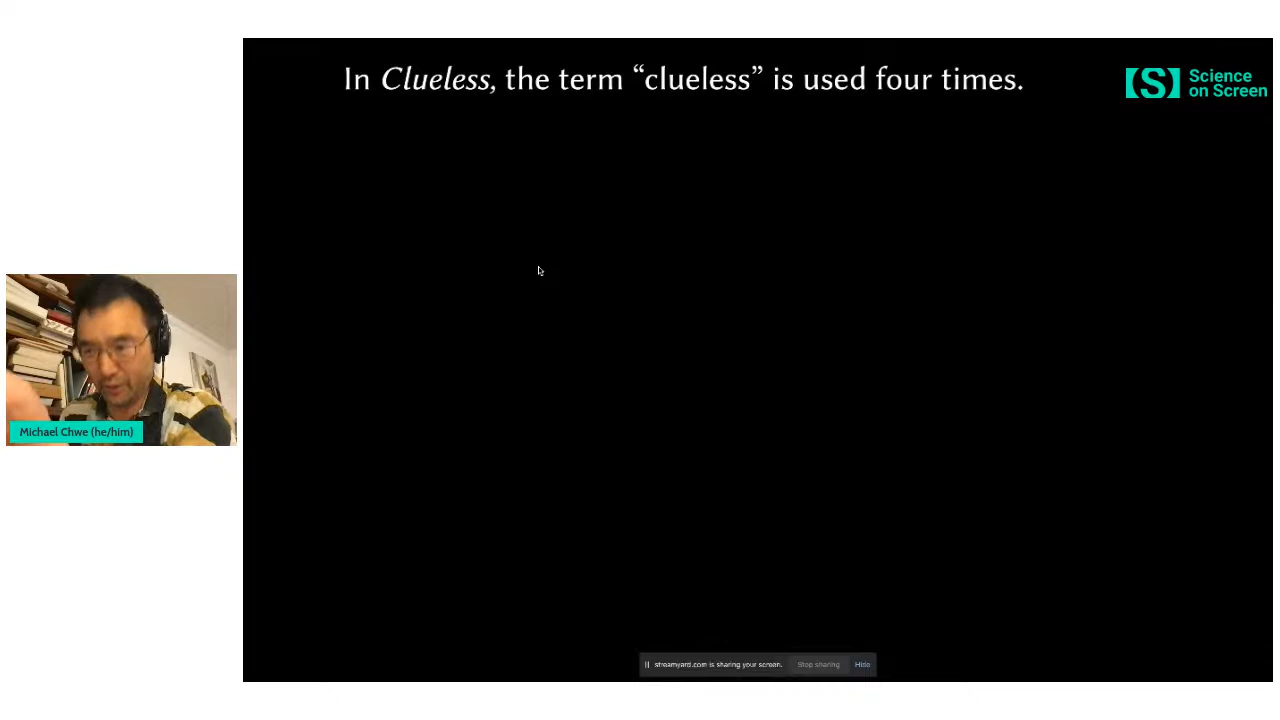 In Clueless, the term “clueless” is used four times.
(S) Science
on Screen
Michael Chwe (he/him)
streamyard.com is sharing your screen. Stop sharing Hide